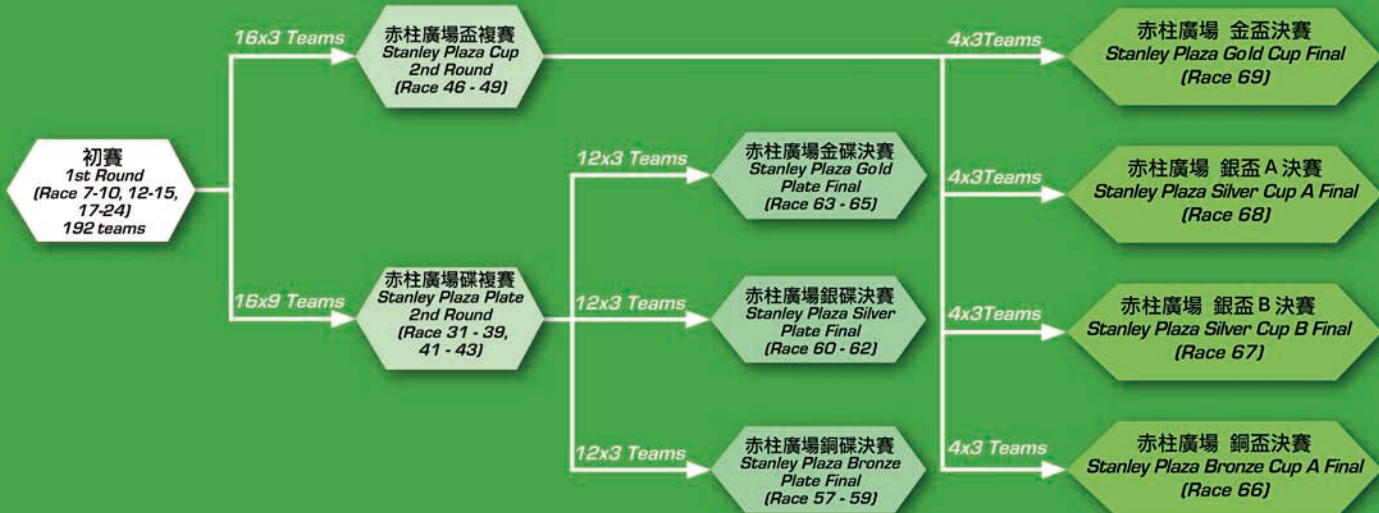 初賽
1st Round
(Race 7-10, 12-15,
17-24)
192 teams
16x3 Teams
赤柱廣場盃複賽
Stanley Plaza Cup
2nd Round
(Race 46 - 49)
16x9 Teams
赤柱廣場碟複賽
Stanley Plaza Plate
2nd Round
(Race 31 - 39,
41 - 43)
12x3 Teams
赤柱廣場金碟決賽
Stanley Plaza Gold
Plate Final
(Race 63 - 65)
12x3 Teams
赤柱廣場銀碟決賽
Stanley Plaza Silver
Plate Final
(Race 60 - 62)
12x3 Teams
赤柱廣場銅碟決賽
Stanley Plaza Bronze
Plate Final
(Race 57 - 59)
4x3Teams
赤柱廣場 金盃決賽
Stanley Plaza Gold Cup Final
(Race 69)
4x3Teams
赤柱廣場 銀盃A決賽
Stanley Plaza Silver Cup A Final
(Race 68)
4x3Teams
赤柱廣場 銀盃B決賽
Stanley Plaza Silver Cup B Final
(Race 67)
4x3 Teams
赤柱廣場 銅盃決賽
Stanley Plaza Bronze Cup A Final
(Race 66)